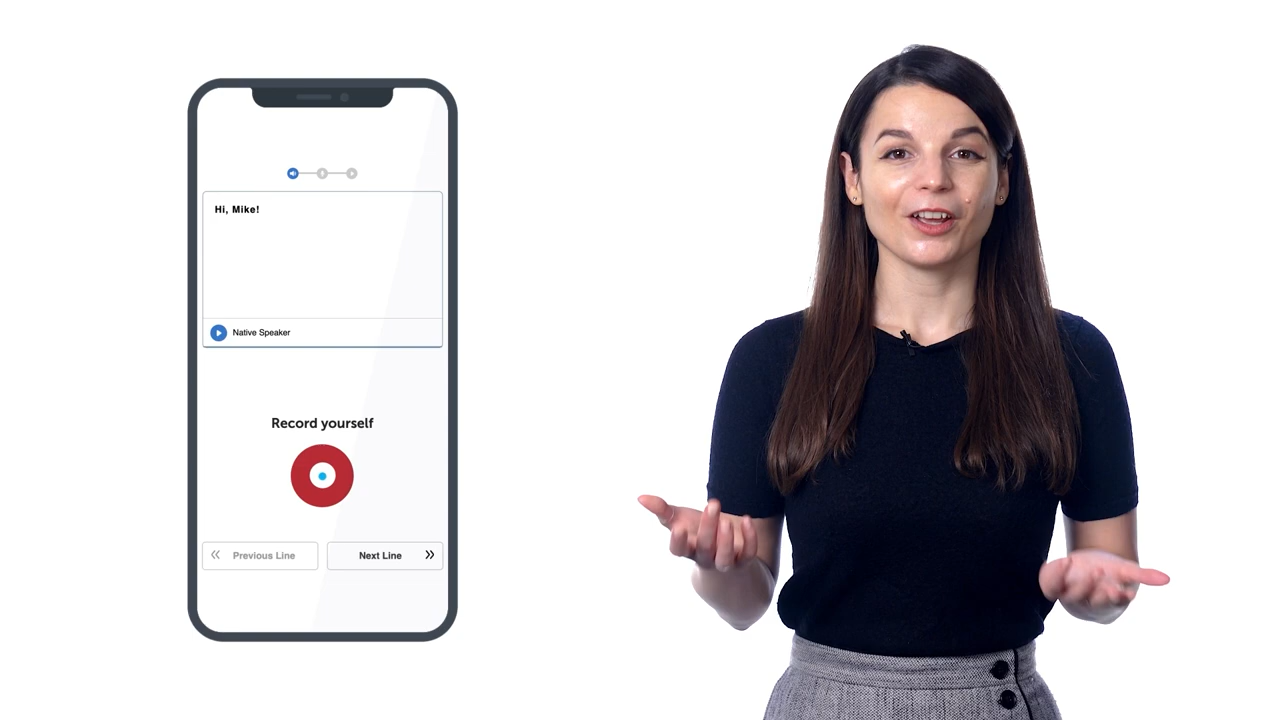 Hi, Mike!
Native Speaker
Record yourself
Previous Line
Next Line